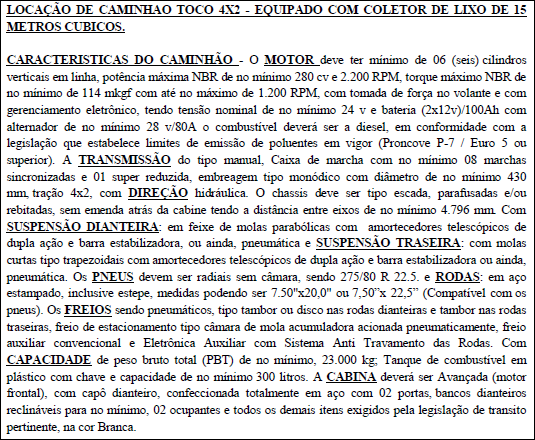 LOCAÇÃO DE CAMINHAO TOCO 4X2 - EQUIPADO COM COLETOR DE LIXO DE 15
METROS CUBICOS.
CARACTERISTICAS DO CAMINHÃO - O MOTOR deve ter mínimo de 06 (seis) cilindros
verticais em linha, potência máxima NBR de no mínimo 280 cv e 2.200 RPM, torque máximo NBR de
no mínimo de 114 mkgf com até no máximo de 1.200 RPM, com tomada de força no volante e com
gerenciamento eletrônico, tendo tensão nominal de no mínimo 24 v e bateria (2x12v)/100Ah com
alternador de no mínimo 28 v/80A o combustível deverá ser a diesel, em conformidade com a
legislação que estabelece limites de emissão de poluentes em vigor (Proncove P-7 / Euro 5 ou
superior). A TRANSMISSÃO do tipo manual, Caixa de marcha com no mínimo 08 marchas
sincronizadas e 01 super reduzida, embreagem tipo monódico com diâmetro de no mínimo 430
mm, tração 4x2, com DIREÇÃO hidráulica. O chassis deve ser tipo escada, parafusadas e/ou
rebitadas, sem emenda atrás da cabine tendo a distância entre eixos de no mínimo 4.796 mm. Com
SUSPENSÃO DIANTEIRA: em feixe de molas parabólicas com amortecedores telescópicos de
dupla ação e barra estabilizadora, ou ainda, pneumática e SUSPENSÃO TRASEIRA: com molas
curtas tipo trapezoidais com amortecedores telescópicos de dupla ação e barra estabilizadora ou ainda,
pneumática. Os PNEUS devem ser radiais sem câmara, sendo 275/80 R 22.5. e RODAS: em aço
estampado, inclusive estepe, medidas podendo ser 7.50"x20,0" ou 7,50”x 22,5” (Compatível com os
pneus). Os FREIOS sendo pneumáticos, tipo tambor ou disco nas rodas dianteiras e tambor nas rodas
traseiras, freio de estacionamento tipo câmara de mola acumuladora acionada pneumaticamente, freio
auxiliar convencional e Eletrônica Auxiliar com Sistema Anti Travamento das Rodas. Com
CAPACIDADE de peso bruto total (PBT) de no mínimo, 23.000 kg; Tanque de combustível em
plástico com chave e capacidade de no mínimo 300 litros. A CABINA deverá ser Avançada (motor
frontal), com capô dianteiro, confeccionada totalmente em aço com 02 portas, bancos dianteiros
reclináveis para no mínimo, 02 ocupantes e todos os demais itens exigidos pela legislação de transito
pertinente, na cor Branca.